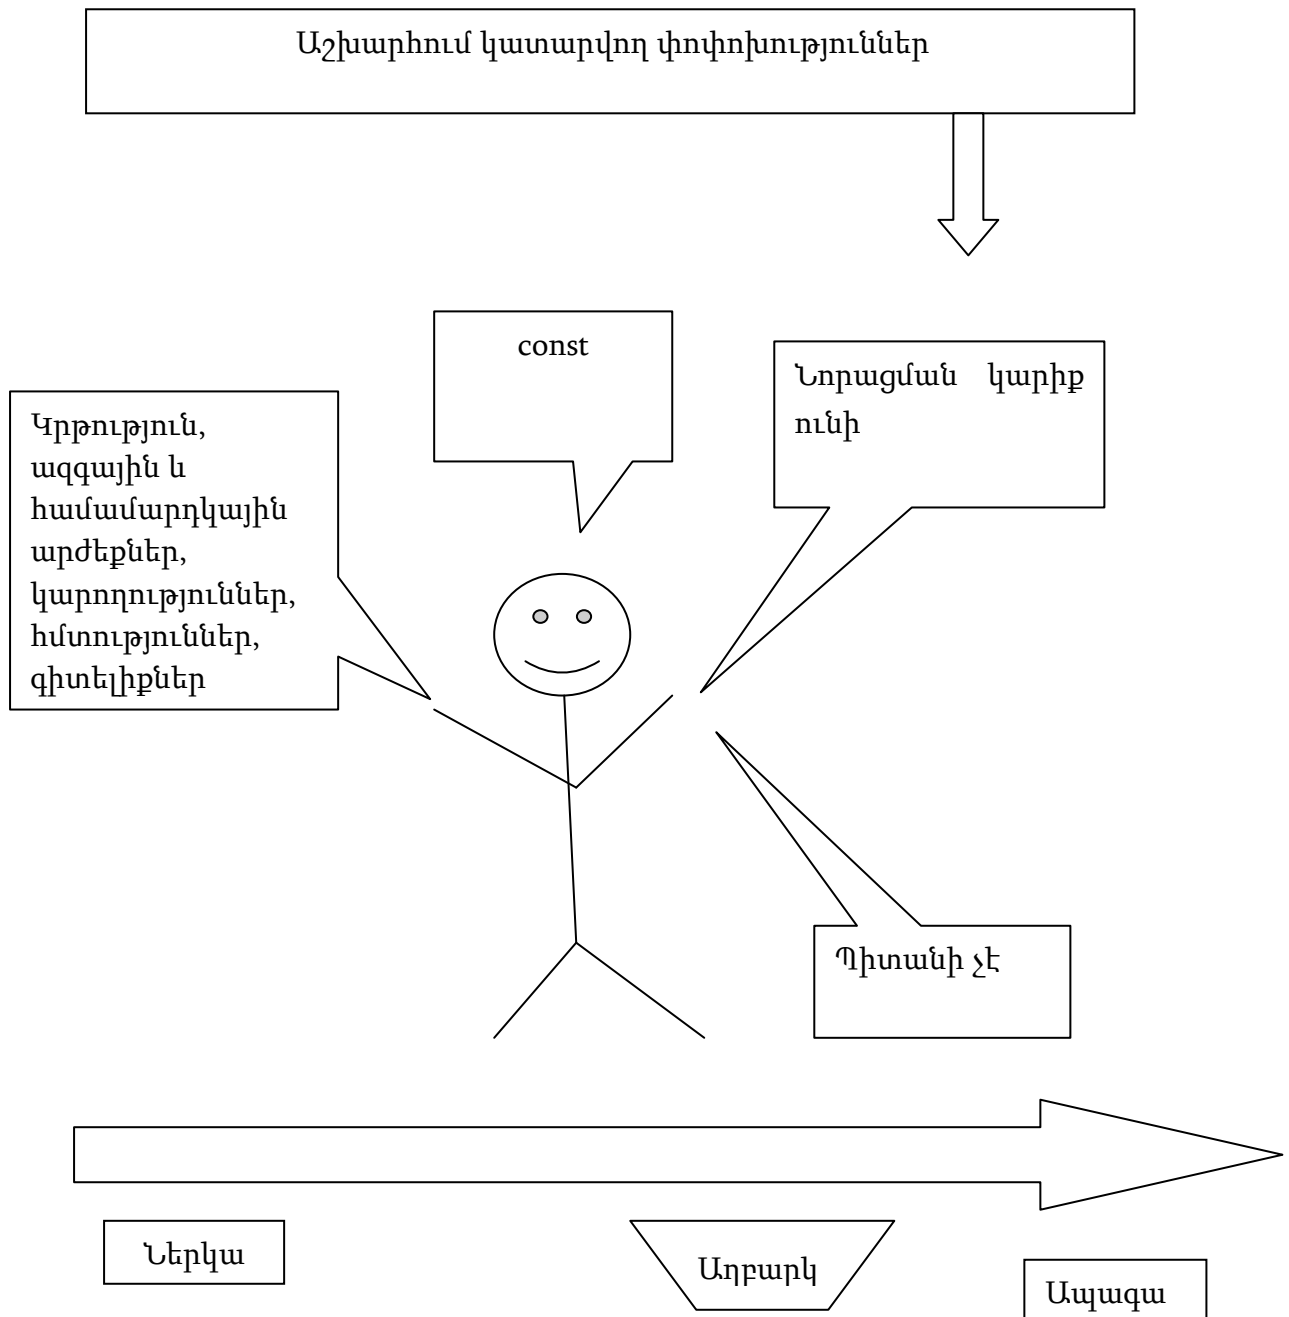 Աշխարհում կատարվող փոփոխություններ
const
Նորացման կարիք
ունի
Կրթություն,
ազգային և
համամարդկային
արժեքներ,
կարողություններ,
հմտություններ,
գիտելիքներ
Պիտանի չէ
Ներկա
Աղբարկ
Ապագա